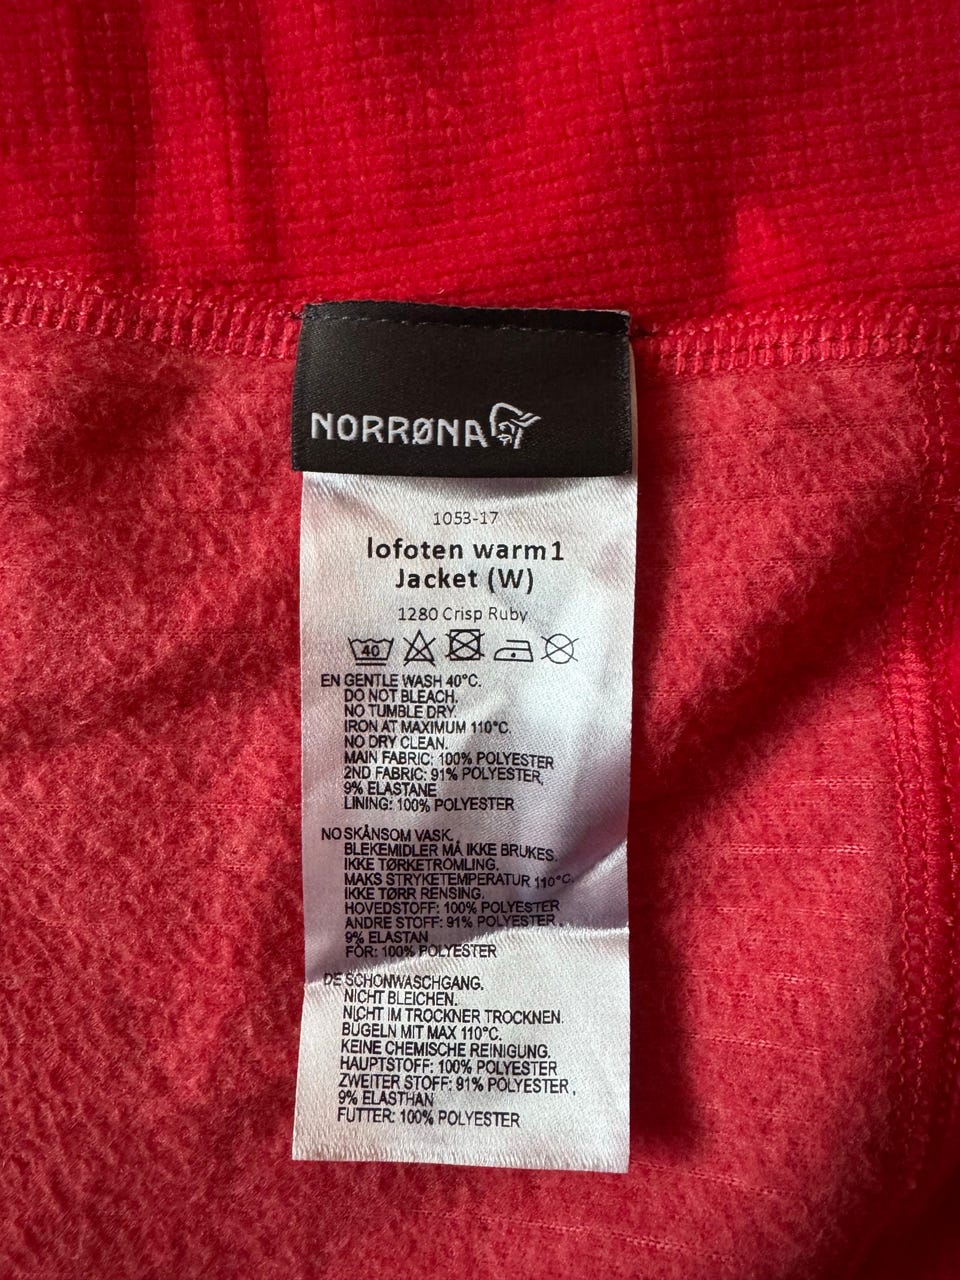 NORRØNA
1053-17
lofoten warm1
Jacket (W)
1280 Crisp Ruby
40
EN GENTLE WASH 40°C.
DO NOT BLEACH.
NO TUMBLE DRY.
IRON AT MAXIMUM 110°C.
NO DRY CLEAN.
MAIN FABRIC: 100% POLYESTER
2ND FABRIC: 91% POLYESTER,
9% ELASTANE
LINING: 100% POLYESTER
NO SKÅNSOM VASK.
BLEKEMIDLER MÅ IKKE BRUKES.
IKKE TØRKETROMLING.
MAKS STRYKETEMPERATUR 110°C.
IKKE TØRR RENSING.
HOVEDSTOFF: 100% POLYESTER
ANDRE STOFF: 91% POLYESTER,
9% ELASTAN
FÔR: 100% POLYESTER
DE SCHONWASCHGANG.
NICHT BLEICHEN.
NICHT IM TROCKNER TROCKNEN.
BÜGELN MIT MAX 110°C.
KEINE CHEMISCHE REINIGUNG.
HAUPTSTOFF: 100% POLYESTER
ZWEITER STOFF: 91% POLYESTER,
9% ELASTHAN
FUTTER: 100% POLYESTER